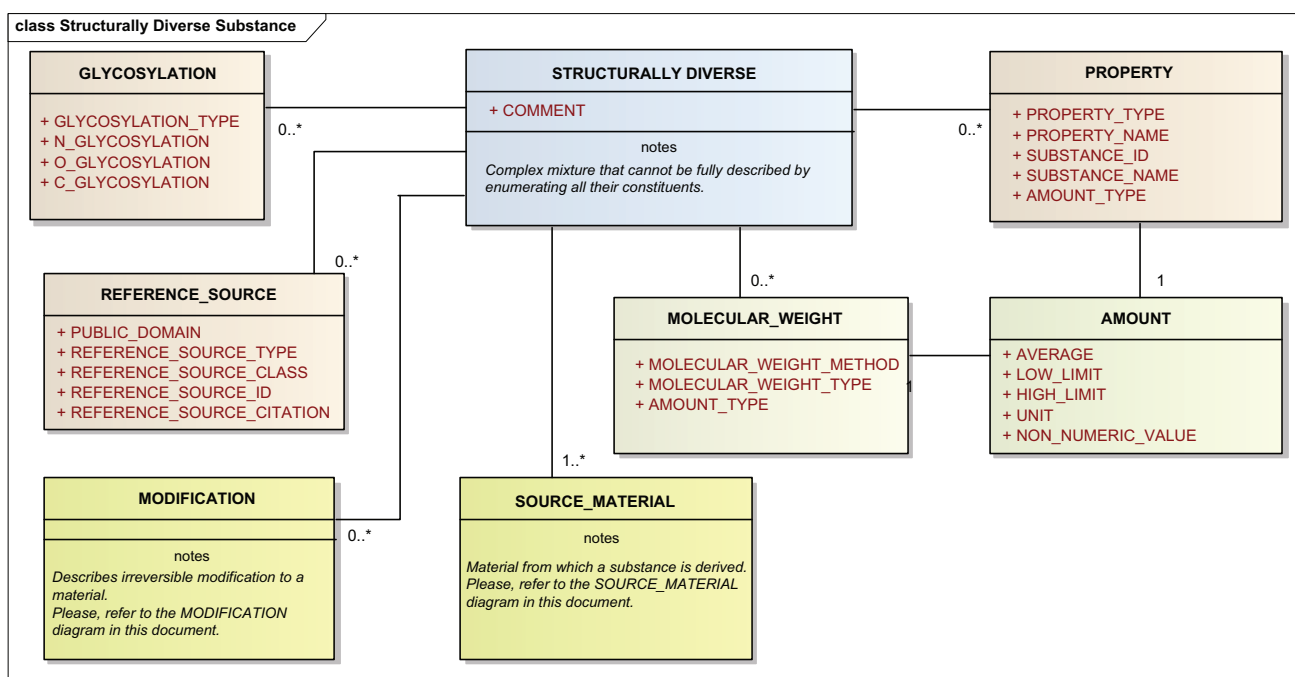 class Structurally Diverse Substance
GLYCOSYLATION
+ GLYCOSYLATION_TYPE
+ N_GLYCOSYLATION
+ O_GLYCOSYLATION
+ C_GLYCOSYLATION
0..*
STRUCTURALLY DIVERSE
+ COMMENT
notes
Complex mixture that cannot be fully described by
enumerating all their constituents.
PROPERTY
+ PROPERTY_TYPE
+ PROPERTY_NAME
+ SUBSTANCE_ID
+ SUBSTANCE_NAME
+ AMOUNT_TYPE
0..*
0..*
REFERENCE_SOURCE
+ PUBLIC_DOMAIN
+ REFERENCE_SOURCE_TYPE
+ REFERENCE_SOURCE_CLASS
+ REFERENCE_SOURCE_ID
+ REFERENCE_SOURCE_CITATION
0..*
MOLECULAR_WEIGHT
+ MOLECULAR_WEIGHT_METHOD
+ MOLECULAR_WEIGHT_TYPE
+ AMOUNT_TYPE
1
1
AMOUNT
+ AVERAGE
+ LOW_LIMIT
+ HIGH_LIMIT
+ UNIT
+ NON_NUMERIC_VALUE
MODIFICATION
notes
Describes irreversible modification to a
material.
Please, refer to the MODIFICATION
diagram in this document.
0..*
1..*
SOURCE_MATERIAL
notes
Material from which a substance is derived.
Please, refer to the SOURCE_MATERIAL
diagram in this document.